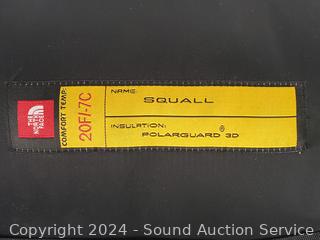 THE
NORTH
FACE
COMFORT TEMP:
20F/-7C
NAME:
SQUALL
INSULATION:
POLARGUARD® 3D
Copyright 2024 - Sound Auction Service